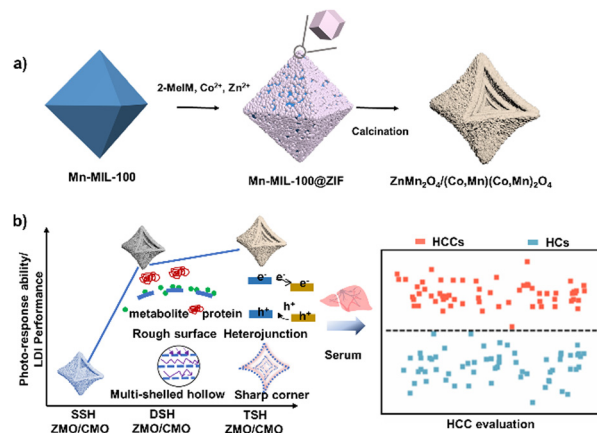 a)
2-MeIM, Co²⁺, Zn²⁺
Calcination
Mn-MIL-100
Mn-MIL-100@ZIF
ZnMn₂O₄/(Co,Mn)(Co,Mn)₂O₄
b)
Photo-response ability/
LDI Performance
metabolite
protein
Rough surface
Multi-shelled hollow
e⁻
e⁻
e⁻
h⁺
h⁺
h⁺
Heterojunction
Sharp corner
SSH
ZMO/CMO
DSH
ZMO/CMO
TSH
ZMO/CMO
Serum
HCCs
HCs
HCC evaluation